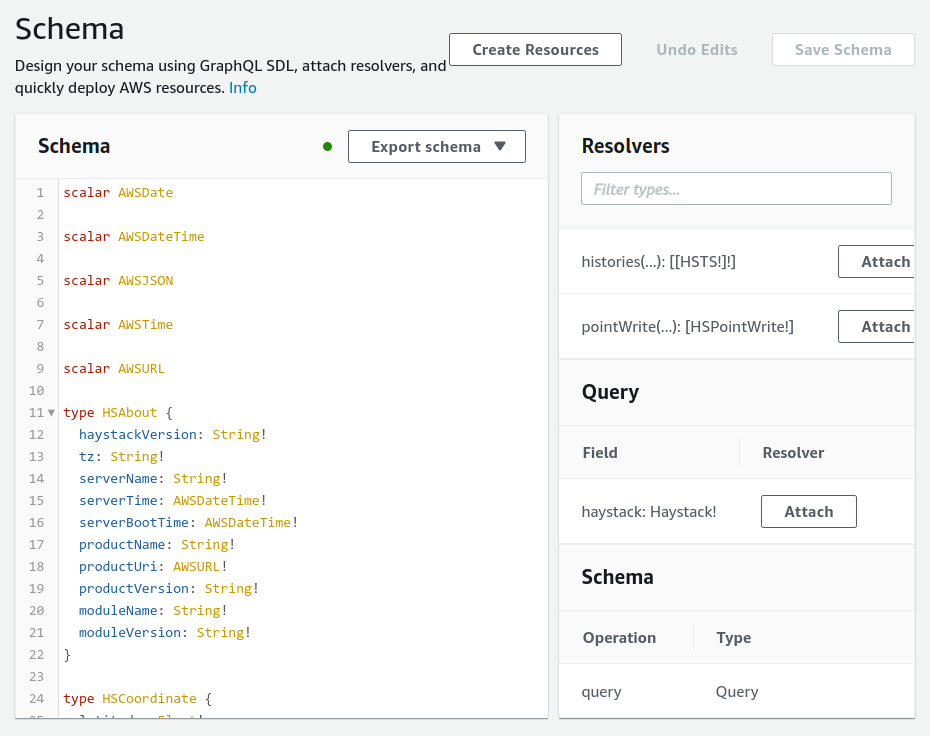 Schema
Design your schema using GraphQL SDL, attach resolvers, and
quickly deploy AWS resources. Info
Create Resources
Undo Edits
Save Schema
Schema
Export schema
1 scalar AWSDate
2
3 scalar AWSDateTime
4
5 scalar AWSJSON
6
7 scalar AWSTime
8
9 scalar AWSURL
10
11 type HSAbout {
12 haystackVersion: String!
13 tz: String!
14 serverName: String!
15 serverTime: AWSDateTime!
16 serverBootTime: AWSDateTime!
17 productName: String!
18 productUri: AWSURL!
19 productVersion: String!
20 moduleName: String!
21 moduleVersion: String!
22 }
23
24 type HSCoordinate {
Resolvers
Filter types...
histories(...): [[HSTS!]!] Attach
pointWrite(...): [HSPointWrite!] Attach
Query
Field Resolver
haystack: Haystack! Attach
Schema
Operation Type
query Query